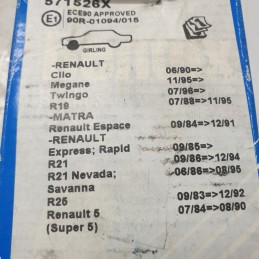 571526X
ECE90 APPROVED
E1 90R-01094/015
GIRLING
-RENAULT
Clio 06/90=>
Megane 11/95=>
Twingo 07/96=>
R19 07/88=>11/95
-MATRA
Renault Espace 09/84=>12/91
-RENAULT
Express; Rapid 09/85=>
R21 09/86=>12/94
R21 Nevada; 06/86=>08/95
Savanna
R25 09/83=>12/92
Renault 5 07/84=>08/90
(Super 5)